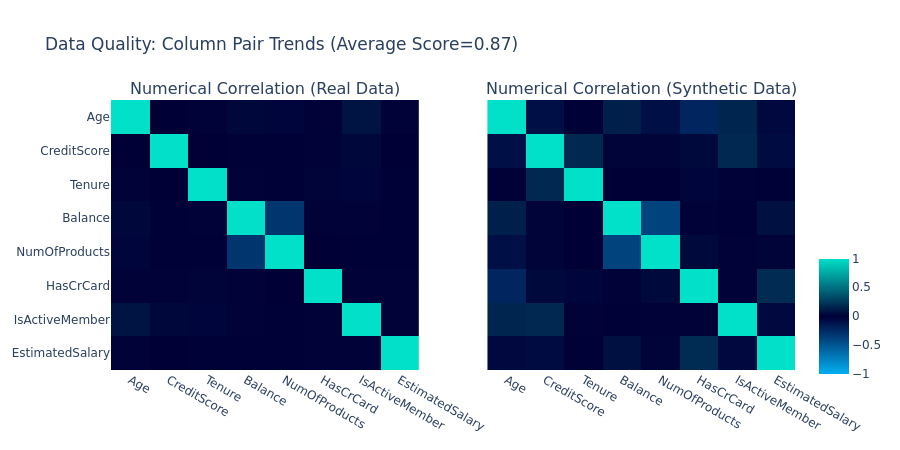 Data Quality: Column Pair Trends (Average Score=0.87)
Numerical Correlation (Real Data)
Numerical Correlation (Synthetic Data)
Age
CreditScore
Tenure
Balance
NumOfProducts
HasCrCard
IsActiveMember
EstimatedSalary
Age
CreditScore
Tenure
Balance
NumOfProducts
HasCrCard
IsActiveMember
EstimatedSalary
Age
CreditScore
Tenure
Balance
NumOfProducts
HasCrCard
IsActiveMember
EstimatedSalary
1
0.5
0
−0.5
−1